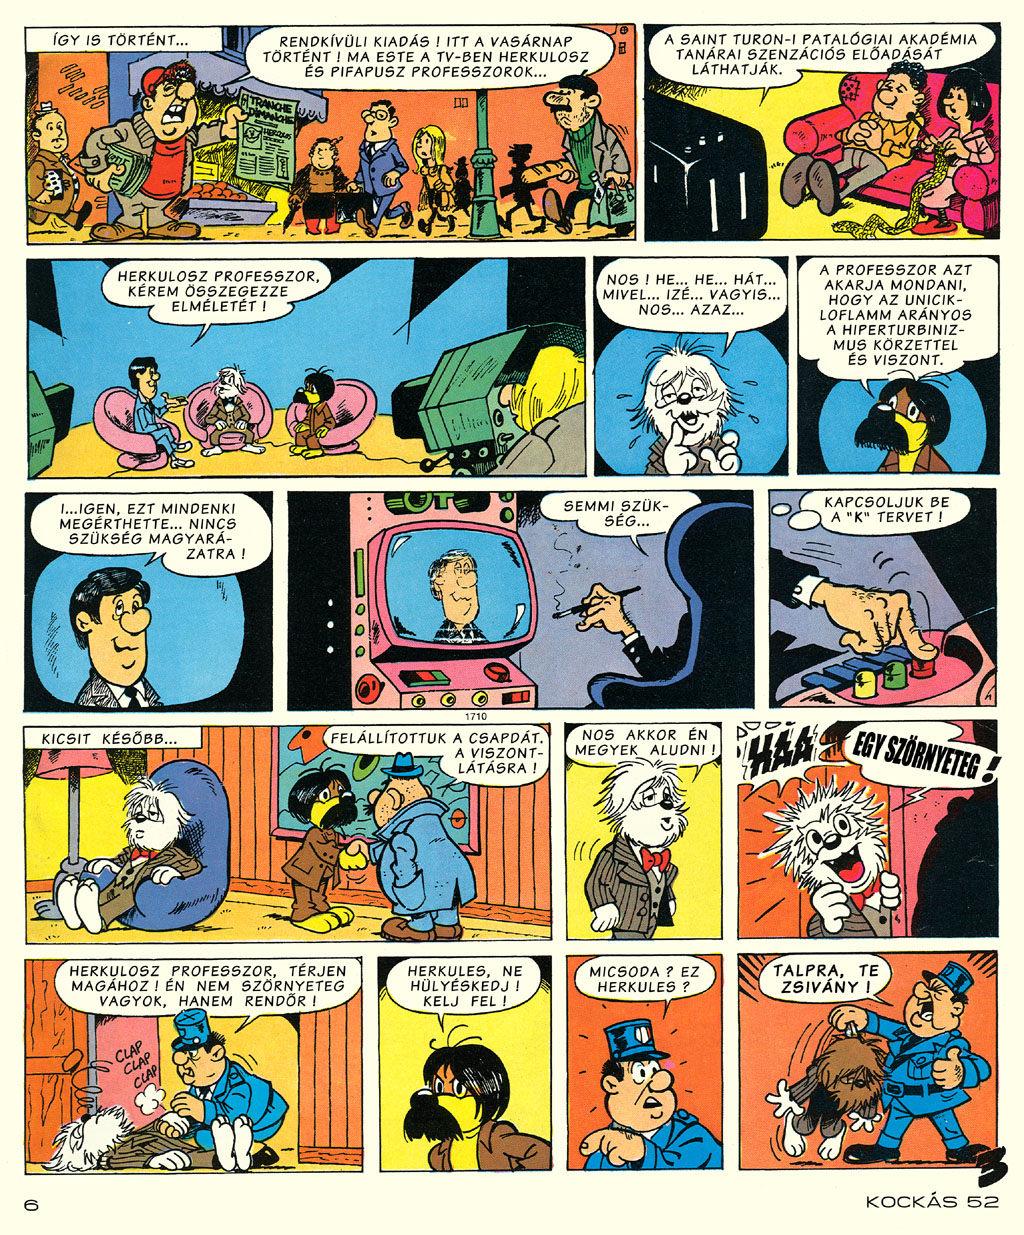 ÍGY IS TÖRTÉNT...
RENDKÍVÜLI KIADÁS ! ITT A VASÁRNAP
TÖRTÉNT ! MA ESTE A TV-BEN HERKULOSZ
ÉS PIFAPUSZ PROFESSZOROK...
TRANCHE
DIMANCHE
A SAINT TURON-I PATALÓGIAI AKADÉMIA
TANÁRAI SZENZÁCIÓS ELŐADÁSÁT
LÁTHATJÁK.
HERKULOSZ PROFESSZOR,
KÉREM ÖSSZEGEZZE
ELMÉLETÉT !
NOS ! HE... HE... HÁT...
MIVEL... IZÉ... VAGYIS...
NOS... AZAZ...
A PROFESSZOR AZT
AKARJA MONDANI,
HOGY AZ UNICIK-
LOFLAMM ARÁNYOS
A HIPERTURBINIZ-
MUS KÖRZETTEL
ÉS VISZONT.
I...IGEN, EZT MINDENKI
MEGÉRTHETTE... NINCS
SZÜKSÉG MAGYARÁ-
ZATRA !
SEMMI SZÜK-
SÉG...
KAPCSOLJUK BE
A "K" TERVET !
1710
KICSIT KÉSŐBB...
FELÁLLÍTOTTUK A CSAPDÁT.
A VISZONT-
LÁTÁSRA !
NOS AKKOR ÉN
MEGYEK ALUDNI !
HAAA
EGY SZÖRNYETEG !
HERKULOSZ PROFESSZOR, TÉRJEN
MAGÁHOZ ! ÉN NEM SZÖRNYETEG
VAGYOK, HANEM RENDŐR !
CLAP
CLAP
CLAP
HERKULES, NE
HÜLYÉSKEDJ !
KELJ FEL !
MICSODA ? EZ
HERKULES ?
TALPRA, TE
ZSIVÁNY !
3
6
KOCKÁS 52